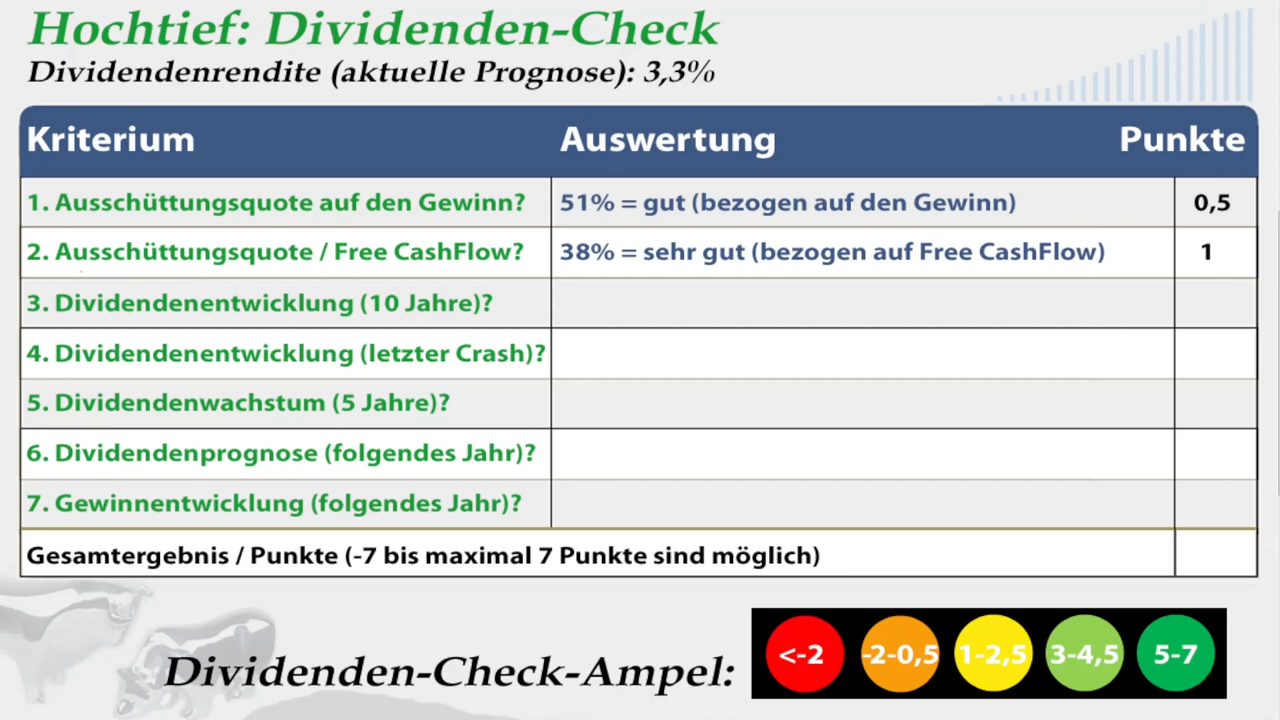 Hochtief: Dividenden-Check
Dividendenrendite (aktuelle Prognose): 3,3%
Kriterium Auswertung Punkte
1. Ausschüttungsquote auf den Gewinn? 51% = gut (bezogen auf den Gewinn) 0,5
2. Ausschüttungsquote / Free CashFlow? 38% = sehr gut (bezogen auf Free CashFlow) 1
3. Dividendenentwicklung (10 Jahre)?
4. Dividendenentwicklung (letzter Crash)?
5. Dividendenwachstum (5 Jahre)?
6. Dividendenprognose (folgendes Jahr)?
7. Gewinnentwicklung (folgendes Jahr)?
Gesamtergebnis / Punkte (-7 bis maximal 7 Punkte sind möglich)
Dividenden-Check-Ampel: <-2 -2-0,5 1-2,5 3-4,5 5-7